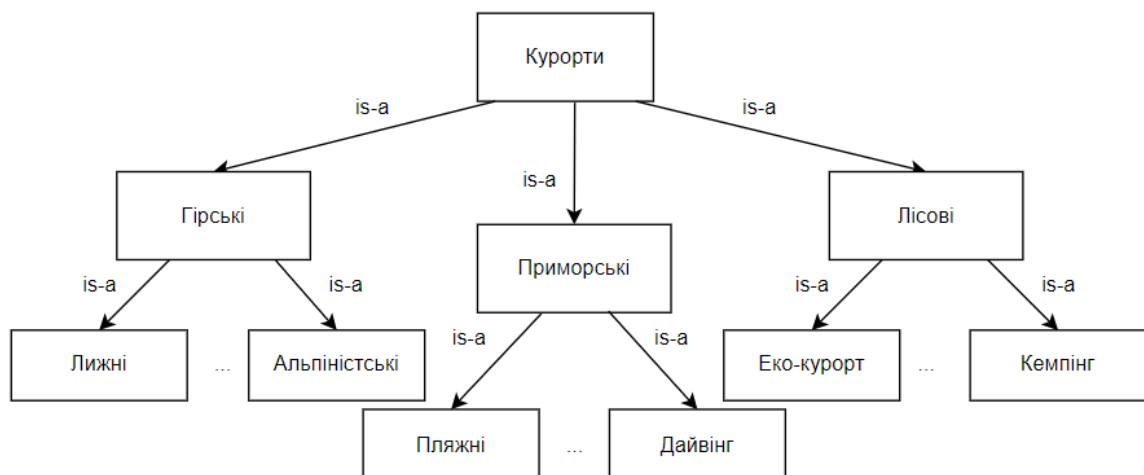 Курорти
is-a
is-a
is-a
Гірські
Приморські
Лісові
is-a
is-a
is-a
is-a
Лижні
...
Альпіністські
is-a
is-a
Еко-курорт
...
Кемпінг
Пляжні
...
Дайвінг